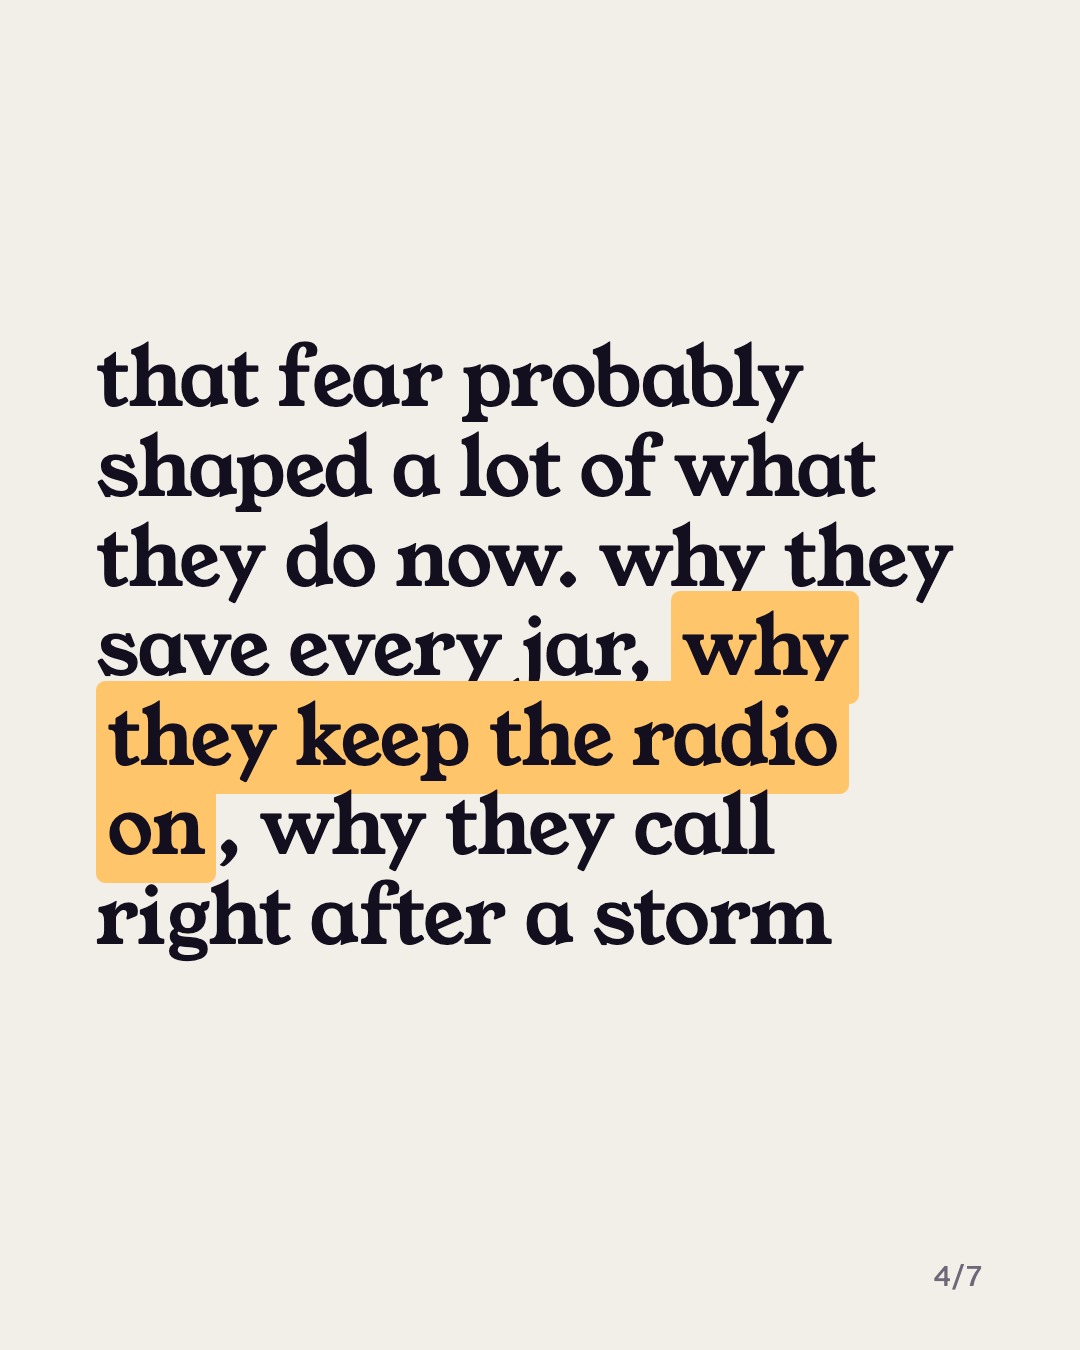 that fear probably
shaped a lot of what
they do now. why they
save every jar, why
they keep the radio
on, why they call
right after a storm
4/7